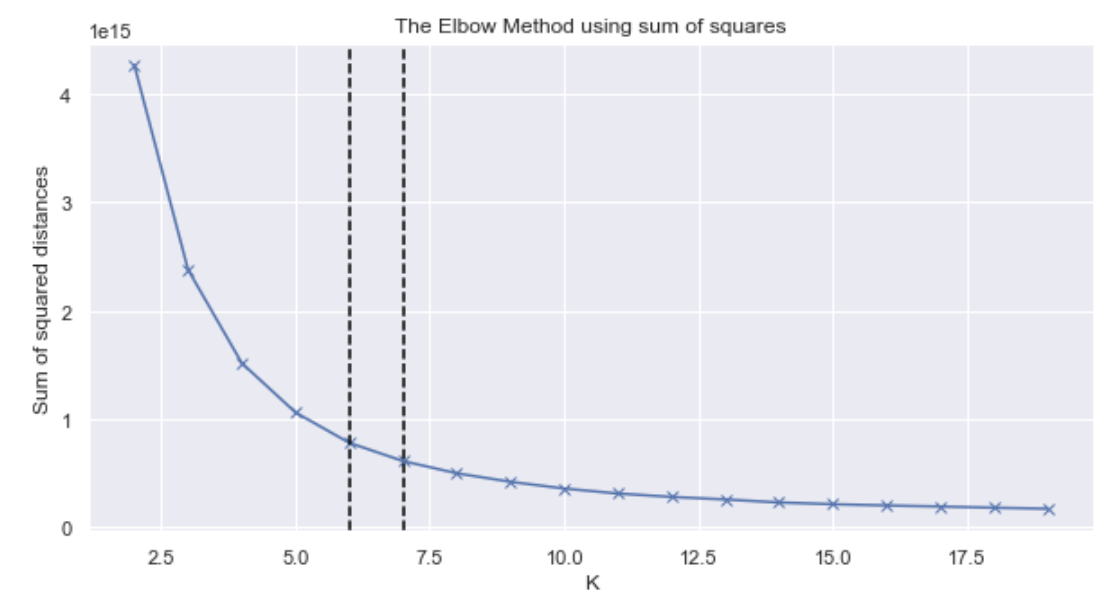 The Elbow Method using sum of squares
1e15
4
3
2
1
0
Sum of squared distances
2.5 5.0 7.5 10.0 12.5 15.0 17.5
K